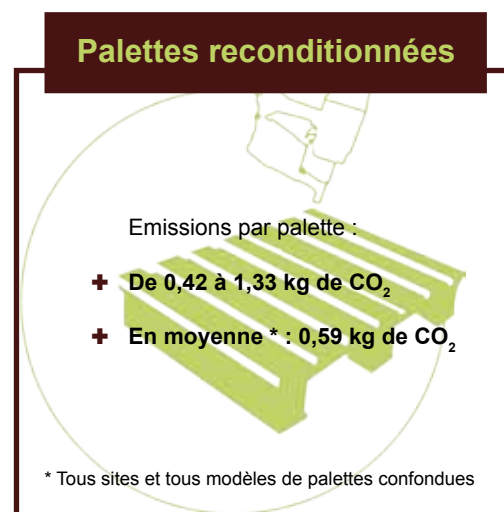 Palettes reconditionnées
Emissions par palette :
+ De 0,42 à 1,33 kg de CO₂
+ En moyenne * : 0,59 kg de CO₂
* Tous sites et tous modèles de palettes confondues